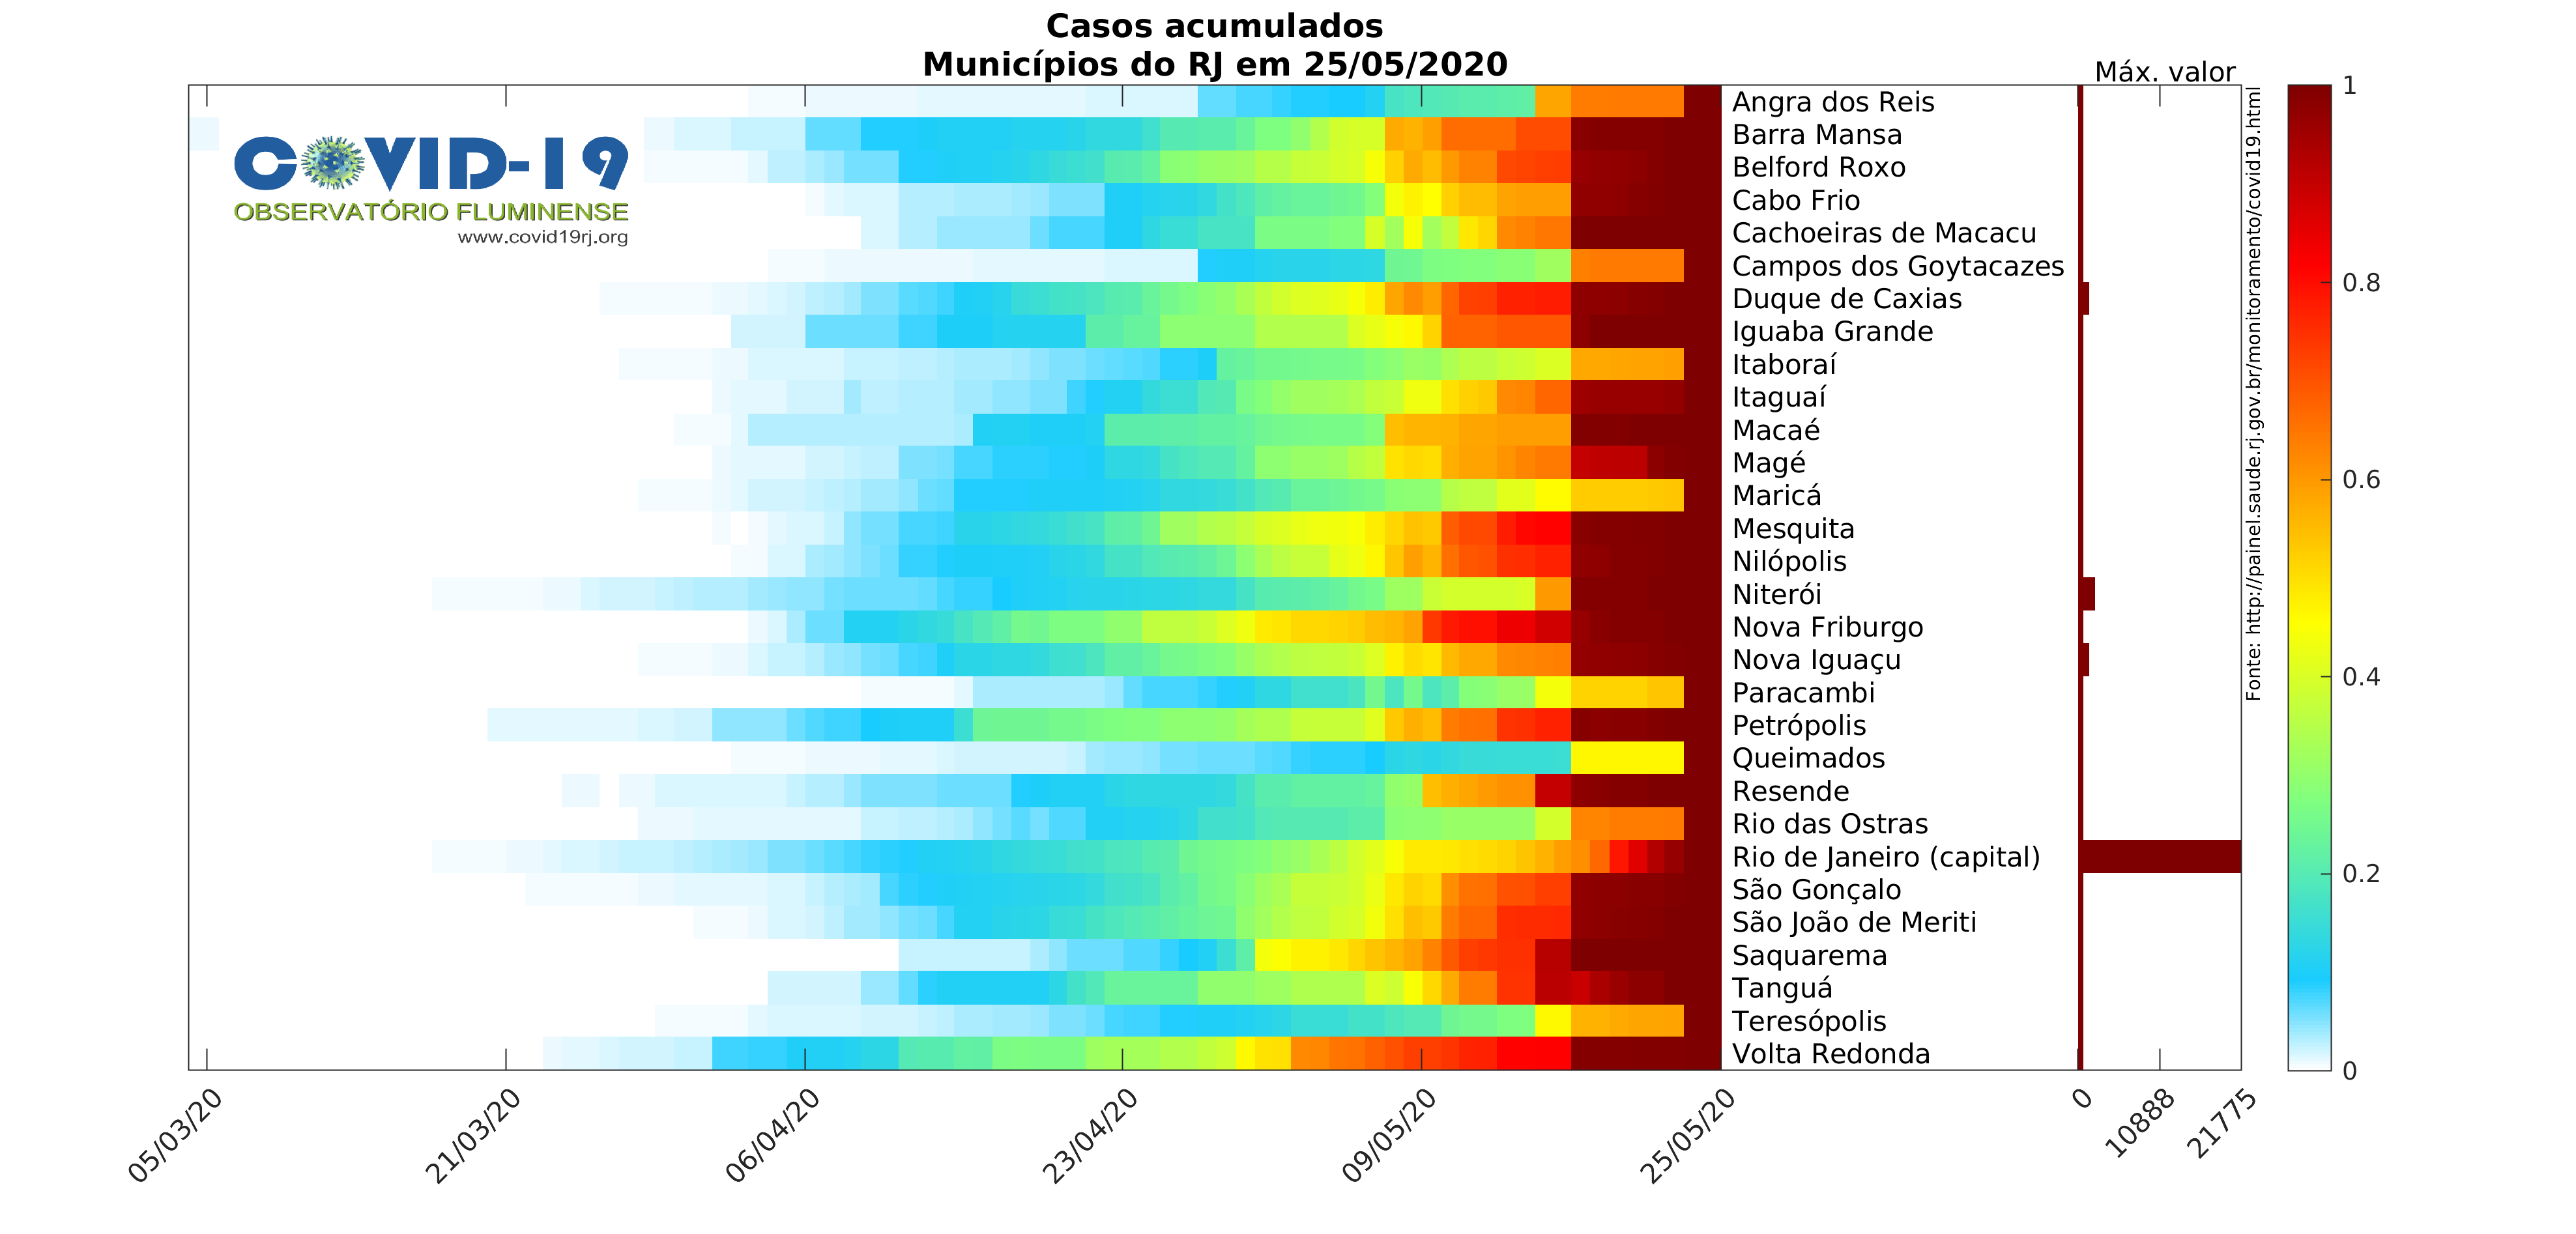 Casos acumulados
Municípios do RJ em 25/05/2020
Máx. valor
COVID-19
OBSERVATÓRIO FLUMINENSE
www.covid19rj.org
Angra dos Reis
Barra Mansa
Belford Roxo
Cabo Frio
Cachoeiras de Macacu
Campos dos Goytacazes
Duque de Caxias
Iguaba Grande
Itaboraí
Itaguaí
Macaé
Magé
Maricá
Mesquita
Nilópolis
Niterói
Nova Friburgo
Nova Iguaçu
Paracambi
Petrópolis
Queimados
Resende
Rio das Ostras
Rio de Janeiro (capital)
São Gonçalo
São João de Meriti
Saquarema
Tanguá
Teresópolis
Volta Redonda
Fonte: http://painel.saude.rj.gov.br/monitoramento/covid19.html
1
0.8
0.6
0.4
0.2
0
05/03/20
21/03/20
06/04/20
23/04/20
09/05/20
25/05/20
0
10888
21775